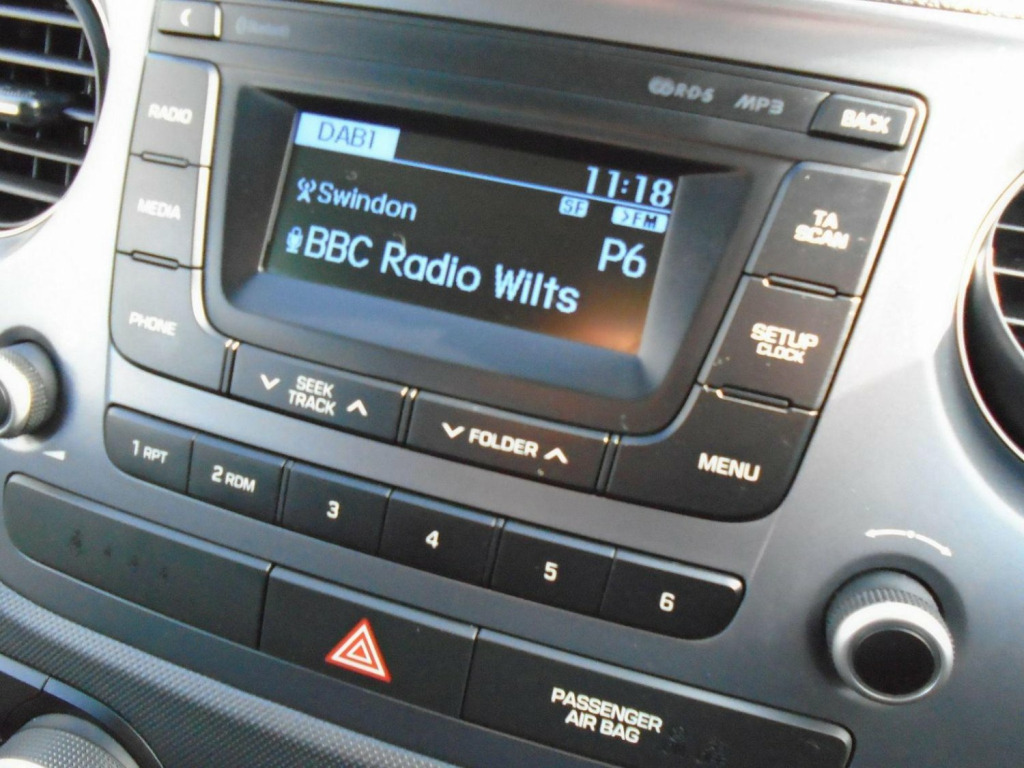 Bluetooth
RDS MP3
BACK
RADIO
MEDIA
PHONE
DAB1
11:18
SF >FM
Swindon
P6
BBC Radio Wilts
TA
SCAN
SETUP
CLOCK
MENU
SEEK
TRACK
FOLDER
1 RPT
2 RDM
3
4
5
6
PASSENGER
AIR BAG